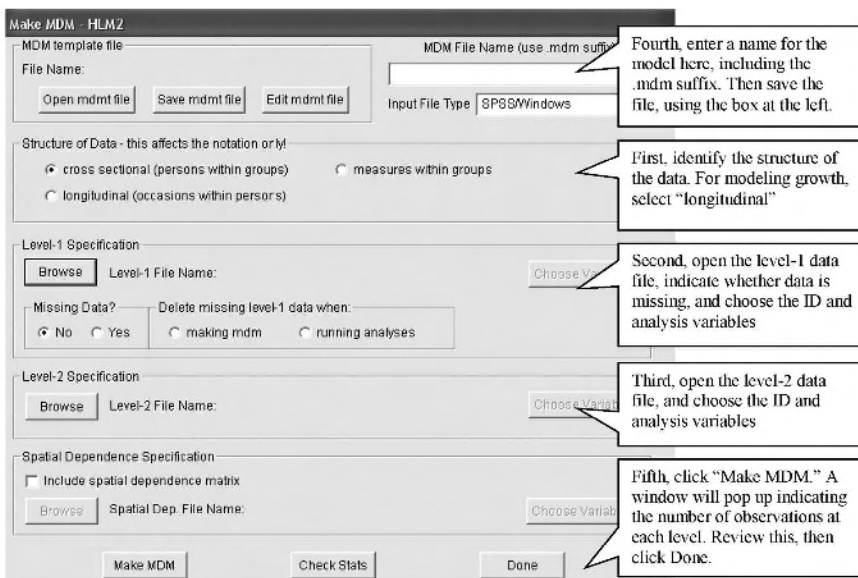 Make MDM - HLM2
MDM template file
File Name:
Open mdmt file
Save mdmt file
Edit mdmt file
MDM File Name (use .mdm suffix)
Input File Type
SPSS/Windows
Structure of Data - this affects the notation only!
cross sectional (persons within groups)
measures within groups
longitudinal (occasions within persons)
Level-1 Specification
Browse
Level-1 File Name:
Choose
Missing Data?
No
Yes
Delete missing level-1 data when:
making mdm
running analyses
Level-2 Specification
Browse
Level-2 File Name:
Choose
Spatial Dependence Specification
Include spatial dependence matrix
Browse
Spatial Dep. File Name:
Choose
Make MDM
Check Stats
Done
Fourth, enter a name for the
model here, including the
.mdm suffix. Then save the
file, using the box at the left.
First, identify the structure of
the data. For modeling growth,
select “longitudinal”
Second, open the level-1 data
file, indicate whether data is
missing, and choose the ID and
analysis variables
Third, open the level-2 data
file, and choose the ID and
analysis variables
Fifth, click “Make MDM.” A
window will pop up indicating
the number of observations at
each level. Review this, then
click Done.